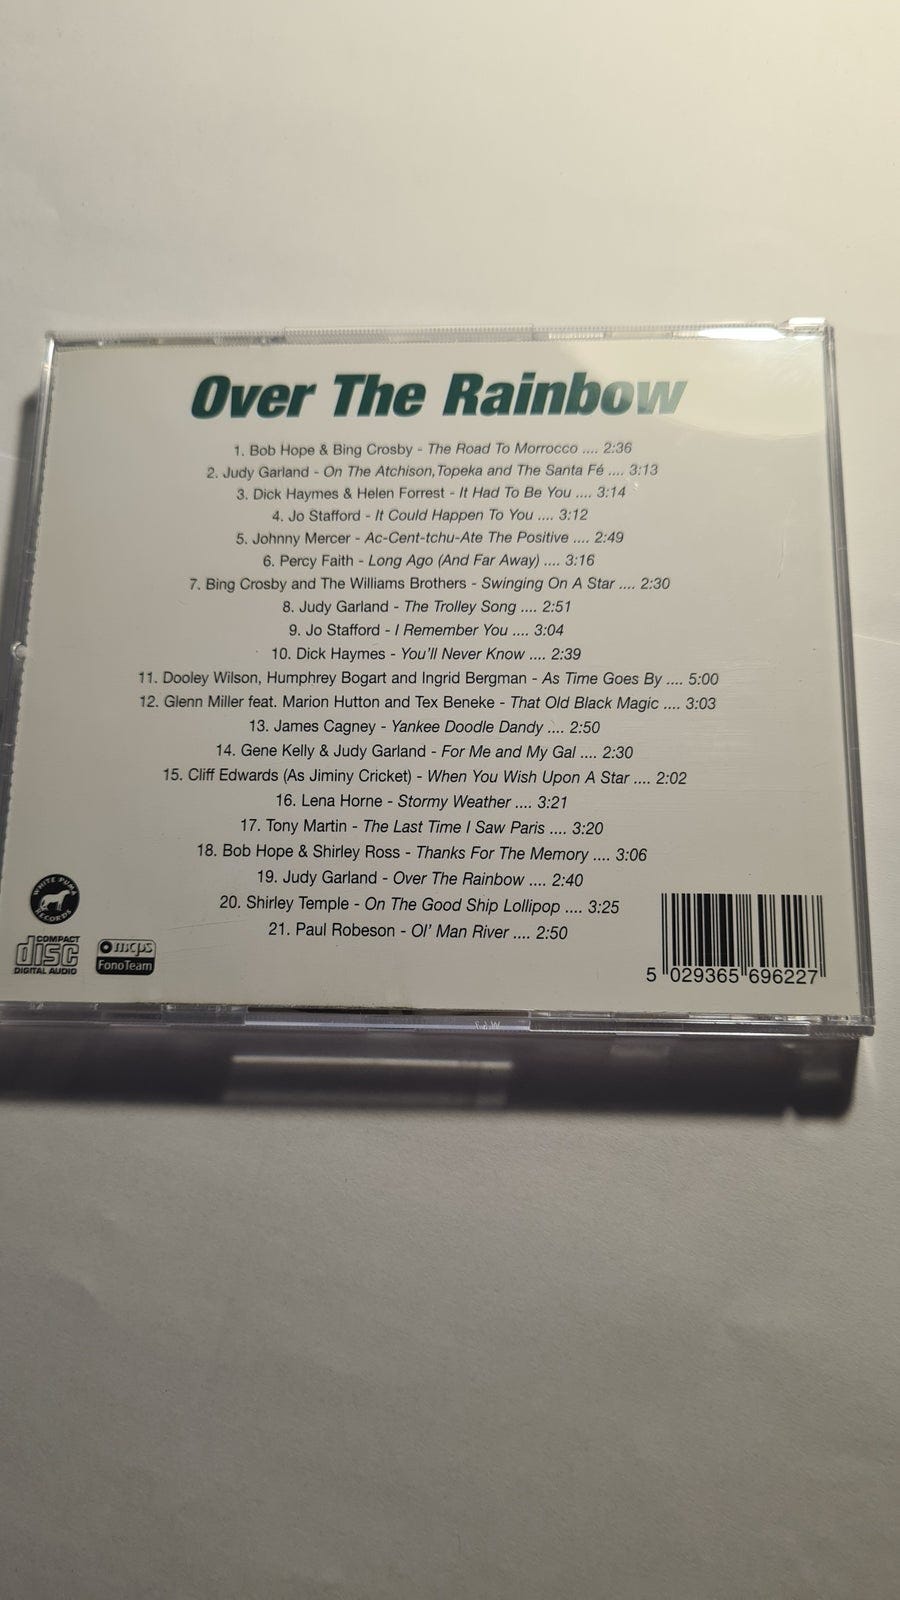 Over The Rainbow
1. Bob Hope & Bing Crosby - The Road To Morrocco .... 2:36
2. Judy Garland - On The Atchison, Topeka and The Santa Fé .... 3:13
3. Dick Haymes & Helen Forrest - It Had To Be You .... 3:14
4. Jo Stafford - It Could Happen To You .... 3:12
5. Johnny Mercer - Ac-Cent-tchu-Ate The Positive .... 2:49
6. Percy Faith - Long Ago (And Far Away) .... 3:16
7. Bing Crosby and The Williams Brothers - Swinging On A Star .... 2:30
8. Judy Garland - The Trolley Song .... 2:51
9. Jo Stafford - I Remember You .... 3:04
10. Dick Haymes - You'll Never Know .... 2:39
11. Dooley Wilson, Humphrey Bogart and Ingrid Bergman - As Time Goes By .... 5:00
12. Glenn Miller feat. Marion Hutton and Tex Beneke - That Old Black Magic .... 3:03
13. James Cagney - Yankee Doodle Dandy .... 2:50
14. Gene Kelly & Judy Garland - For Me and My Gal .... 2:30
15. Cliff Edwards (As Jiminy Cricket) - When You Wish Upon A Star .... 2:02
16. Lena Horne - Stormy Weather .... 3:21
17. Tony Martin - The Last Time I Saw Paris .... 3:20
18. Bob Hope & Shirley Ross - Thanks For The Memory .... 3:06
19. Judy Garland - Over The Rainbow .... 2:40
20. Shirley Temple - On The Good Ship Lollipop .... 3:25
21. Paul Robeson - Ol' Man River .... 2:50
WHITE PUMA
RECORDS
COMPACT
disc
DIGITAL AUDIO
mcps
FonoTeam
5 029365 696227